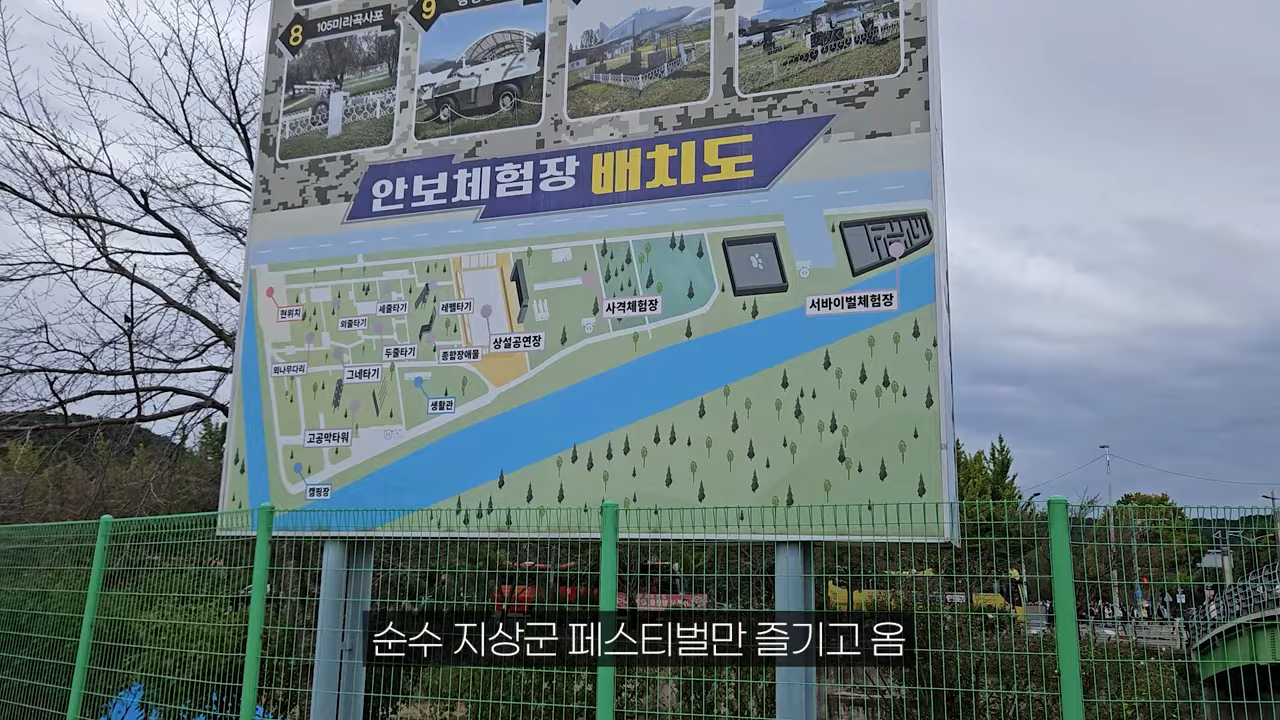 8 105미리곡사포
9
안보체험장 배치도
현위치
세줄타기
레펠타기
외줄타기
사격체험장
서바이벌체험장
두줄타기
종합장애물
상설공연장
외나무다리
그네타기
생활관
고공막타워
캠핑장
순수 지상군 페스티벌만 즐기고 옴